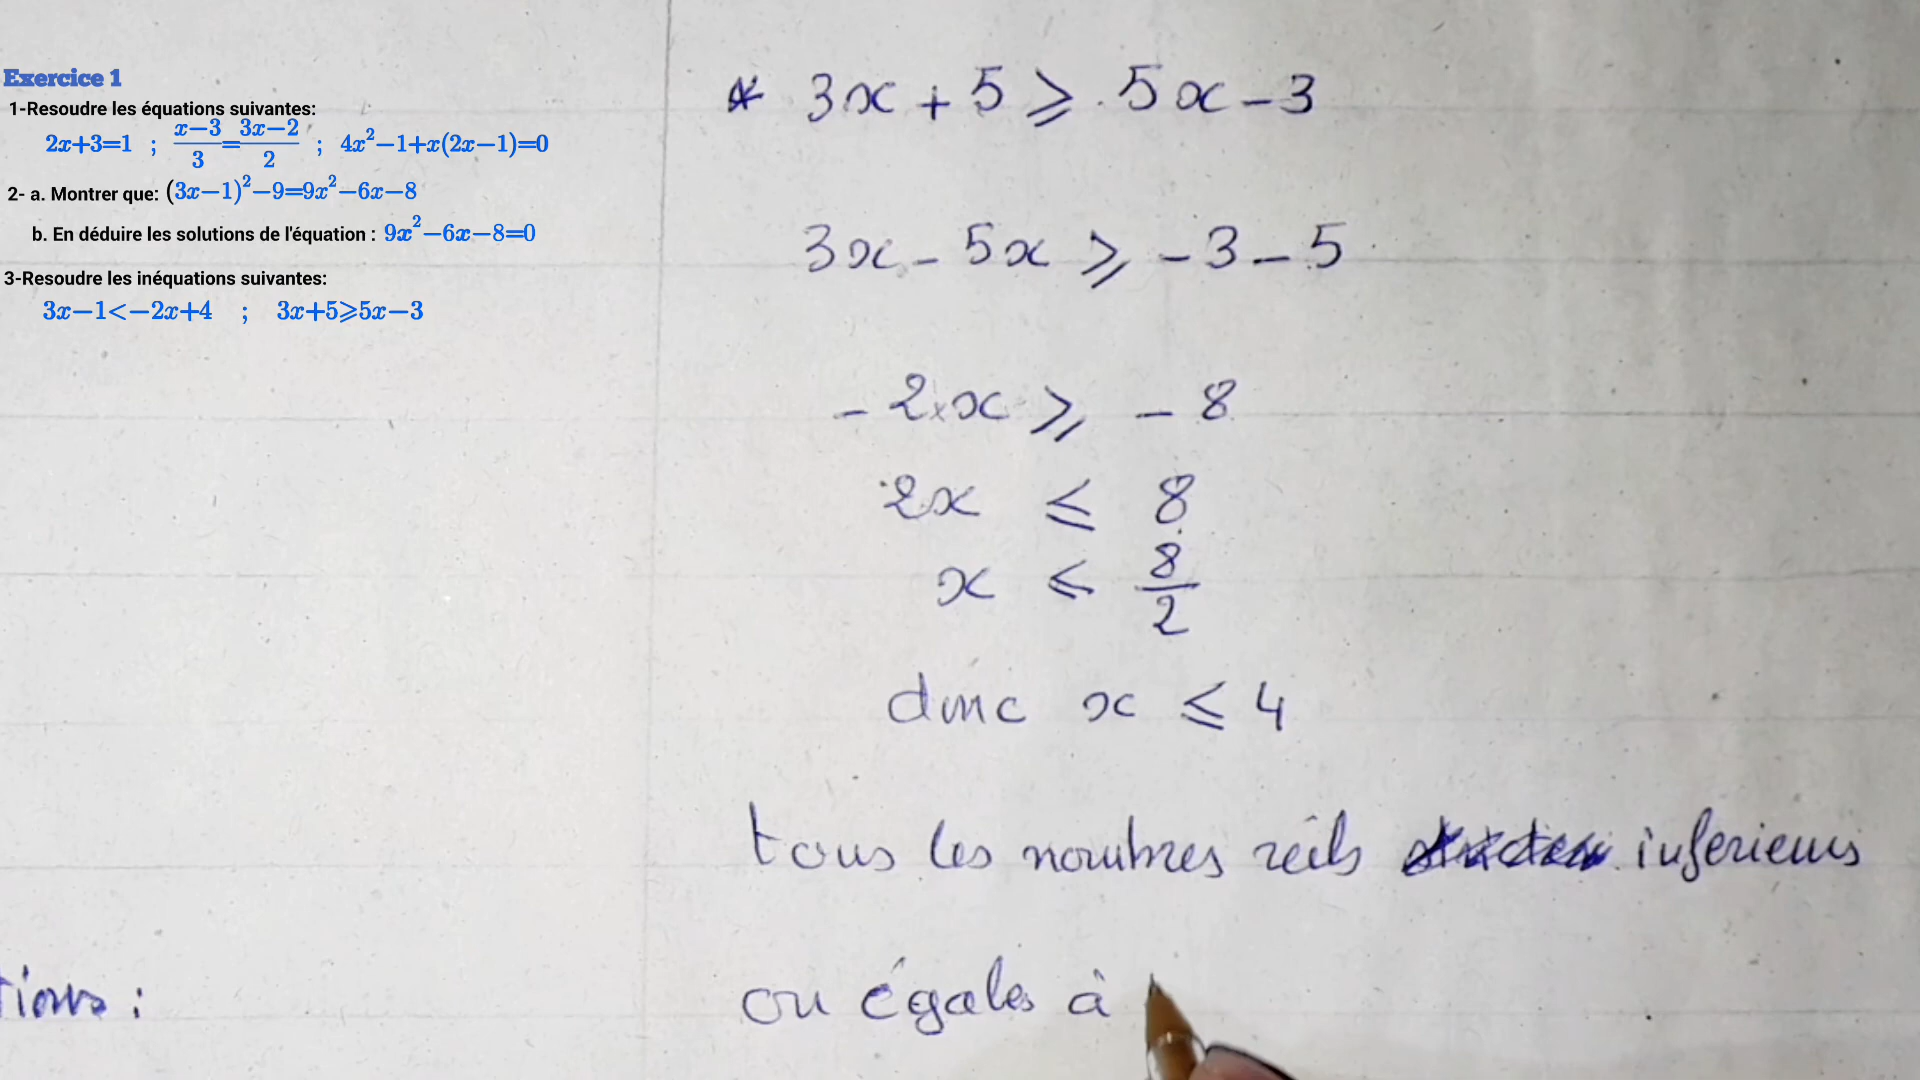 Exercice 1
1-Resoudre les équations suivantes:
2x+3=1 ; \frac{x-3}{3}=\frac{3x-2}{2} ; 4x²-1+x(2x-1)=0
2- a. Montrer que: (3x-1)²-9=9x²-6x-8
b. En déduire les solutions de l'équation : 9x²-6x-8=0
3-Resoudre les inéquations suivantes:
3x-1<-2x+4 ; 3x+5⩾5x-3
* 3x + 5 ⩾ 5x - 3
3x - 5x ⩾ - 3 - 5
- 2x ⩾ - 8
2x ⩽ 8
x ⩽ \frac{8}{2}
donc x ⩽ 4
tous les nombres réels inferieurs
ou égales à
tions :